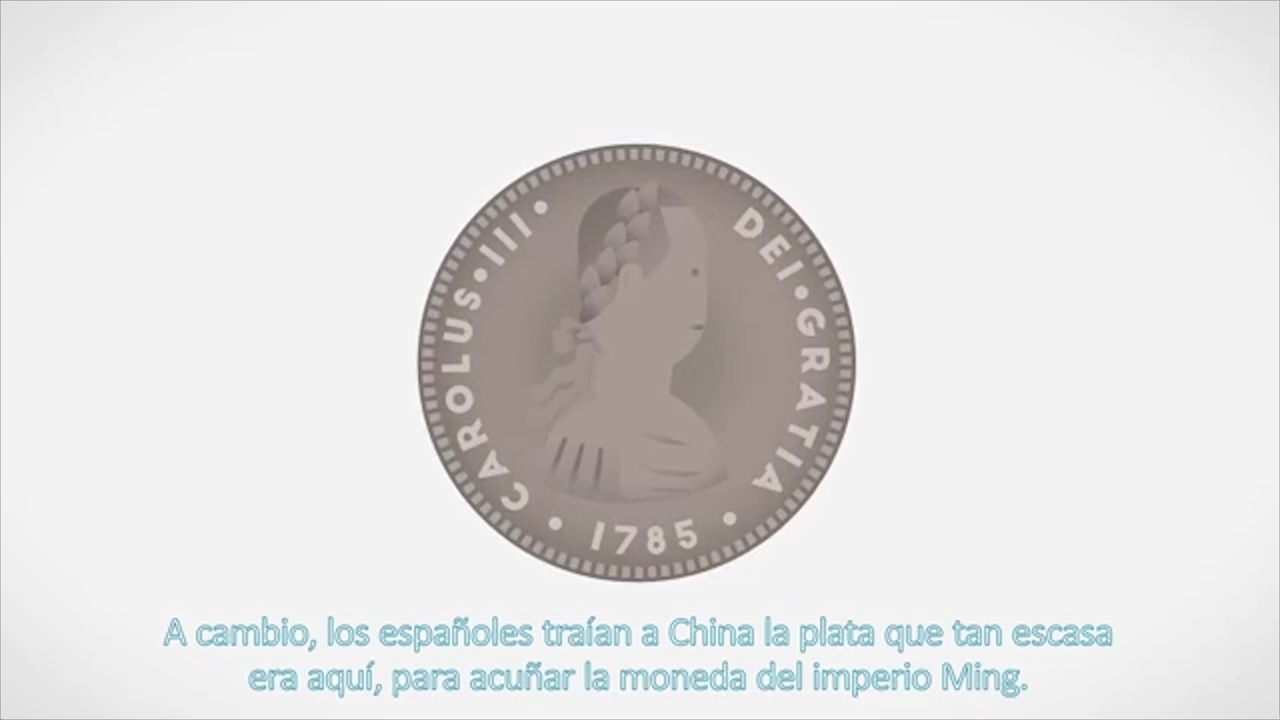 CAROLUS•III• DEI•GRATIA
• 1785 •
A cambio, los españoles traían a China la plata que tan escasa
era aquí, para acuñar la moneda del imperio Ming.